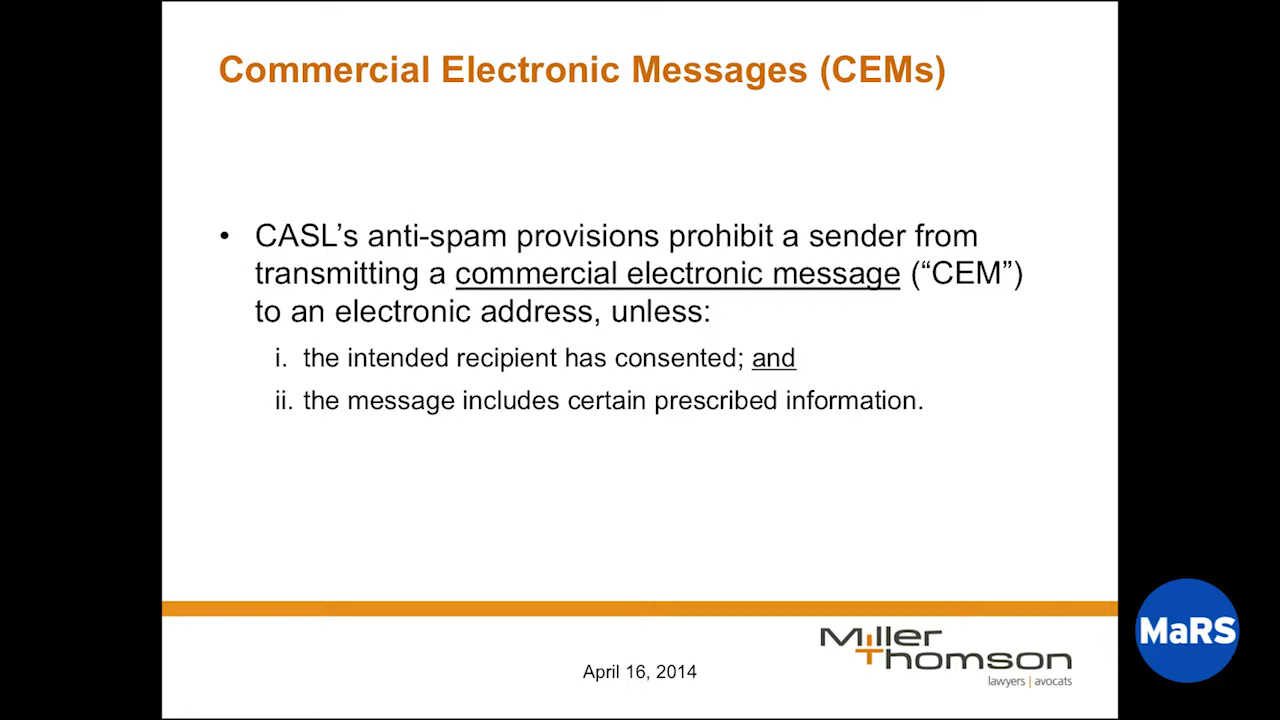 Commercial Electronic Messages (CEMs)
• CASL’s anti-spam provisions prohibit a sender from
transmitting a commercial electronic message (“CEM”)
to an electronic address, unless:
i. the intended recipient has consented; and
ii. the message includes certain prescribed information.
April 16, 2014
Miller
Thomson
lawyers | avocats
MaRS